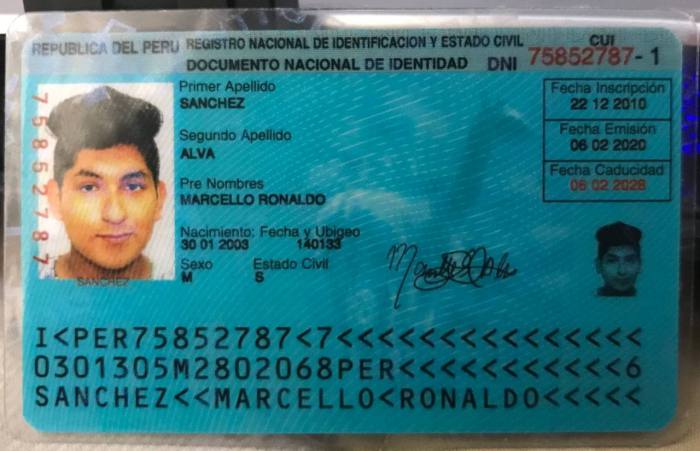 REPUBLICA DEL PERU REGISTRO NACIONAL DE IDENTIFICACION Y ESTADO CIVIL CUI
DOCUMENTO NACIONAL DE IDENTIDAD DNI 75852787-1
Primer Apellido
SANCHEZ
Segundo Apellido
ALVA
Pre Nombres
MARCELLO RONALDO
Nacimiento: Fecha y Ubigeo
30 01 2003 140133
Sexo Estado Civil
M S
Fecha Inscripción
22 12 2010
Fecha Emisión
06 02 2020
Fecha Caducidad
06 02 2028
75852787
SANCHEZ
I<PER75852787<7<<<<<<<<<<<<<<<
0301305M2802068PER<<<<<<<<<<<6
SANCHEZ<<MARCELLO<RONALDO<<<<<